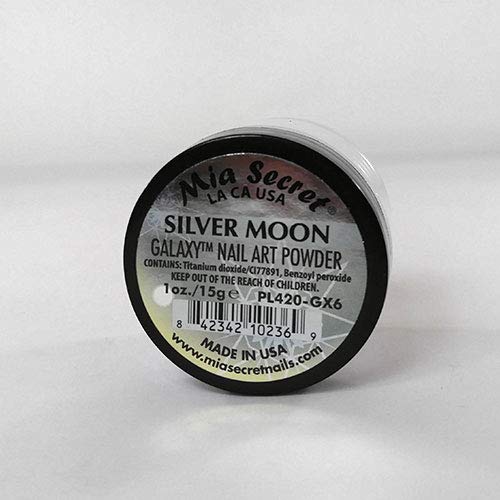 Mia Secret®
LA CA USA
SILVER MOON
GALAXY™ NAIL ART POWDER
CONTAINS: Titanium dioxide/CI77891, Benzoyl peroxide
KEEP OUT OF THE REACH OF CHILDREN.
1oz./15g℮ PL420-GX6
8 42342 10236 9
MADE IN USA
www.miasecretnails.com